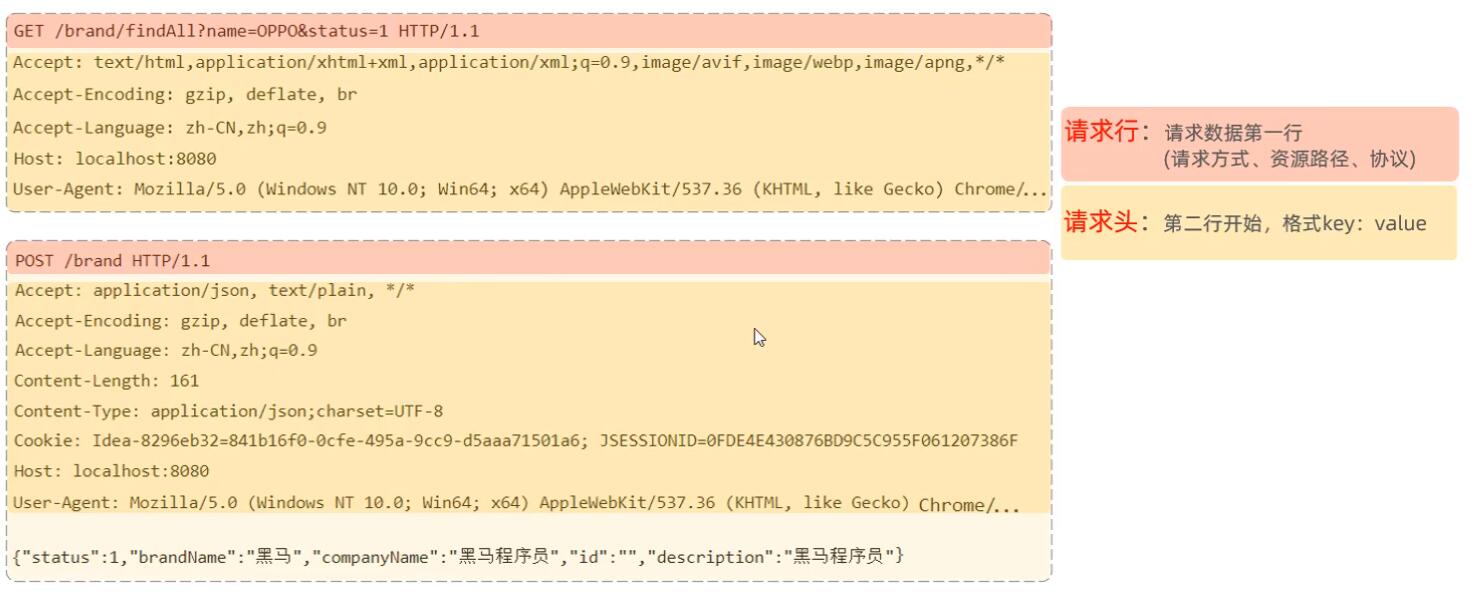 GET /brand/findAll?name=OPPO&status=1 HTTP/1.1
Accept: text/html,application/xhtml+xml,application/xml;q=0.9,image/avif,image/webp,image/apng,*/*
Accept-Encoding: gzip, deflate, br
Accept-Language: zh-CN,zh;q=0.9
Host: localhost:8080
User-Agent: Mozilla/5.0 (Windows NT 10.0; Win64; x64) AppleWebKit/537.36 (KHTML, like Gecko) Chrome/...
请求行：请求数据第一行
(请求方式、资源路径、协议)
请求头：第二行开始，格式key：value
POST /brand HTTP/1.1
Accept: application/json, text/plain, */*
Accept-Encoding: gzip, deflate, br
Accept-Language: zh-CN,zh;q=0.9
Content-Length: 161
Content-Type: application/json;charset=UTF-8
Cookie: Idea-8296eb32=841b16f0-0cfe-495a-9cc9-d5aaa71501a6; JSESSIONID=0FDE4E430876BD9C5C955F061207386F
Host: localhost:8080
User-Agent: Mozilla/5.0 (Windows NT 10.0; Win64; x64) AppleWebKit/537.36 (KHTML, like Gecko) Chrome/...
{"status":1,"brandName":"黑马","companyName":"黑马程序员","id":"","description":"黑马程序员"}